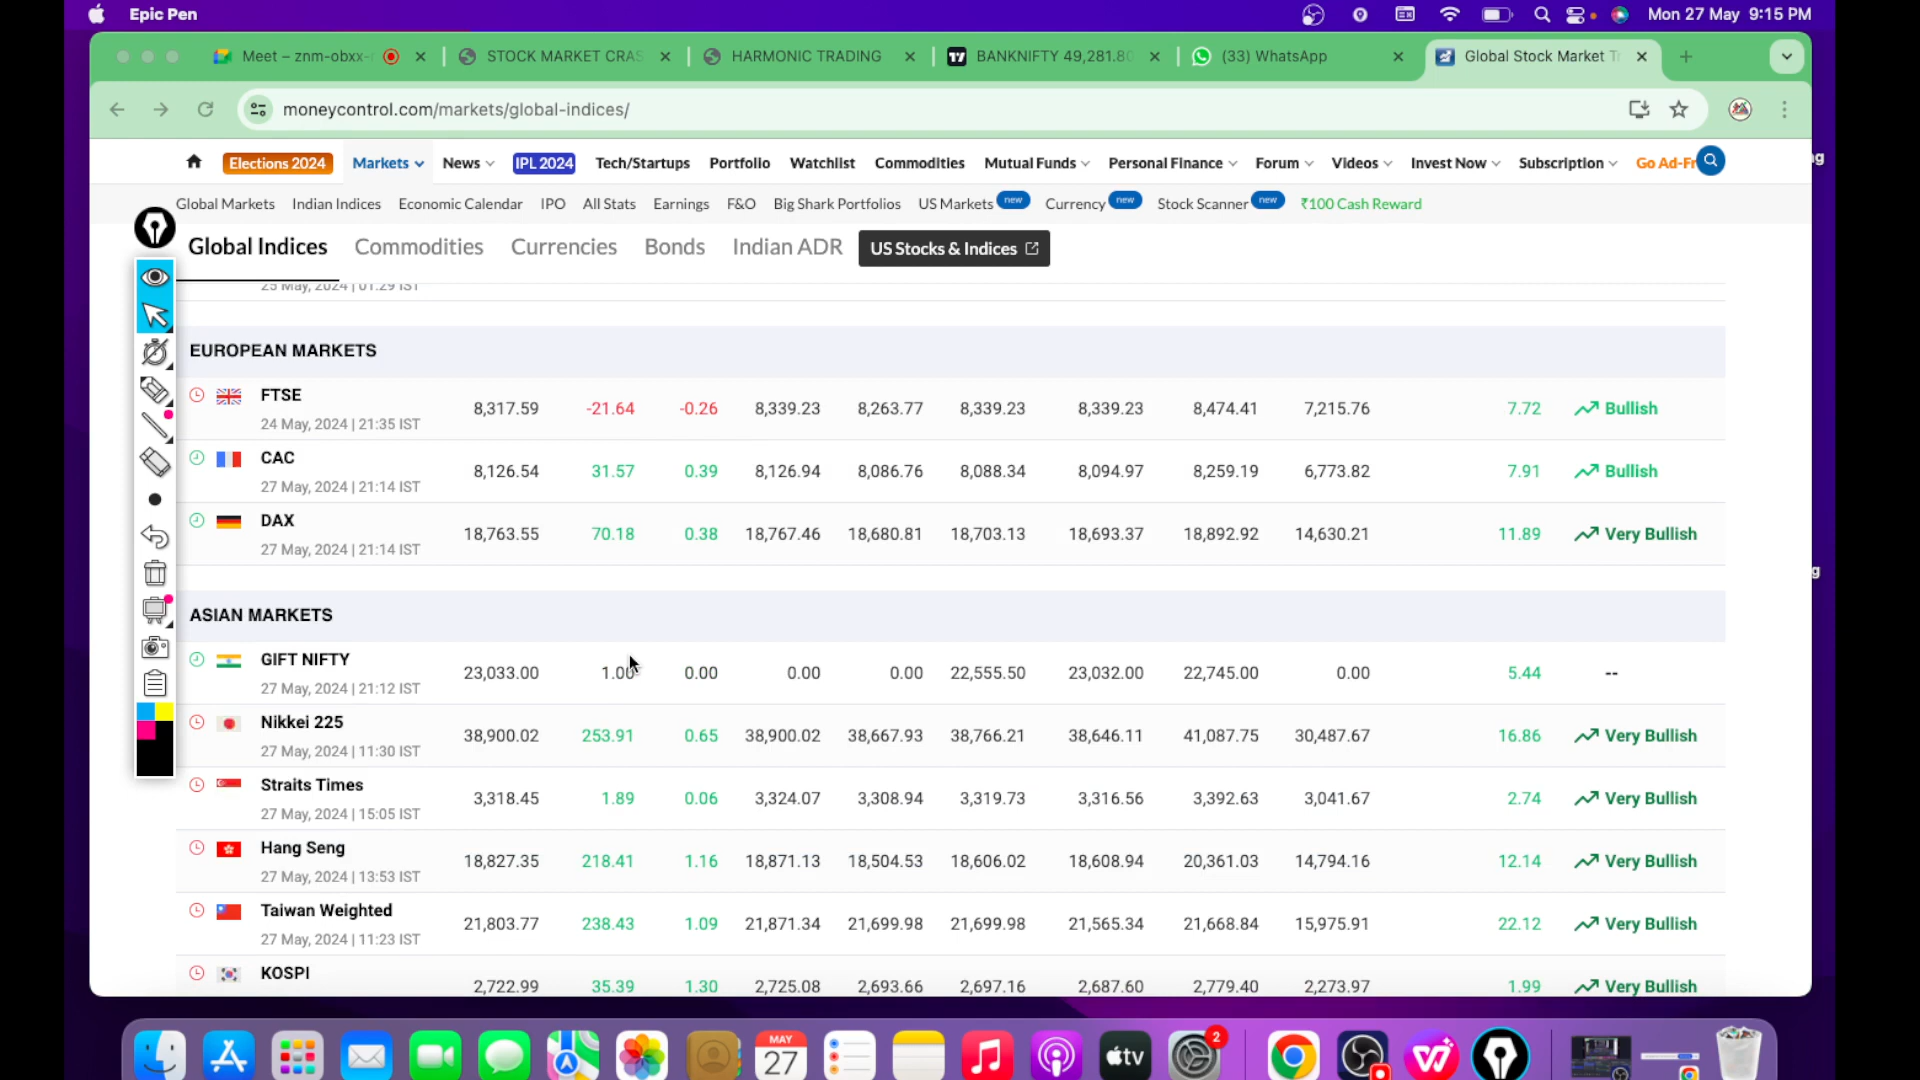 Epic Pen
Mon 27 May 9:15 PM
Meet – znm-obxx-
STOCK MARKET CRAS
HARMONIC TRADING
BANKNIFTY 49,281.80
(33) WhatsApp
Global Stock Market Tr
moneycontrol.com/markets/global-indices/
Elections 2024 Markets News IPL 2024 Tech/Startups Portfolio Watchlist Commodities Mutual Funds Personal Finance Forum Videos Invest Now Subscription Go Ad-Fr
Global Markets Indian Indices Economic Calendar IPO All Stats Earnings F&O Big Shark Portfolios US Markets new Currency new Stock Scanner new ₹100 Cash Reward
Global Indices Commodities Currencies Bonds Indian ADR US Stocks & Indices
25 May, 2024 | 01:29 IST
EUROPEAN MARKETS
FTSE
8,317.59 -21.64 -0.26 8,339.23 8,263.77 8,339.23 8,339.23 8,474.41 7,215.76 7.72 Bullish
24 May, 2024 | 21:35 IST
CAC
8,126.54 31.57 0.39 8,126.94 8,086.76 8,088.34 8,094.97 8,259.19 6,773.82 7.91 Bullish
27 May, 2024 | 21:14 IST
DAX
18,763.55 70.18 0.38 18,767.46 18,680.81 18,703.13 18,693.37 18,892.92 14,630.21 11.89 Very Bullish
27 May, 2024 | 21:14 IST
ASIAN MARKETS
GIFT NIFTY
23,033.00 1.00 0.00 0.00 0.00 22,555.50 23,032.00 22,745.00 0.00 5.44 --
27 May, 2024 | 21:12 IST
Nikkei 225
38,900.02 253.91 0.65 38,900.02 38,667.93 38,766.21 38,646.11 41,087.75 30,487.67 16.86 Very Bullish
27 May, 2024 | 11:30 IST
Straits Times
3,318.45 1.89 0.06 3,324.07 3,308.94 3,319.73 3,316.56 3,392.63 3,041.67 2.74 Very Bullish
27 May, 2024 | 15:05 IST
Hang Seng
18,827.35 218.41 1.16 18,871.13 18,504.53 18,606.02 18,608.94 20,361.03 14,794.16 12.14 Very Bullish
27 May, 2024 | 13:53 IST
Taiwan Weighted
21,803.77 238.43 1.09 21,871.34 21,699.98 21,699.98 21,565.34 21,668.84 15,975.91 22.12 Very Bullish
27 May, 2024 | 11:23 IST
KOSPI
2,722.99 35.39 1.30 2,725.08 2,693.66 2,697.16 2,687.60 2,779.40 2,273.97 1.99 Very Bullish
MAY
27
tv
2